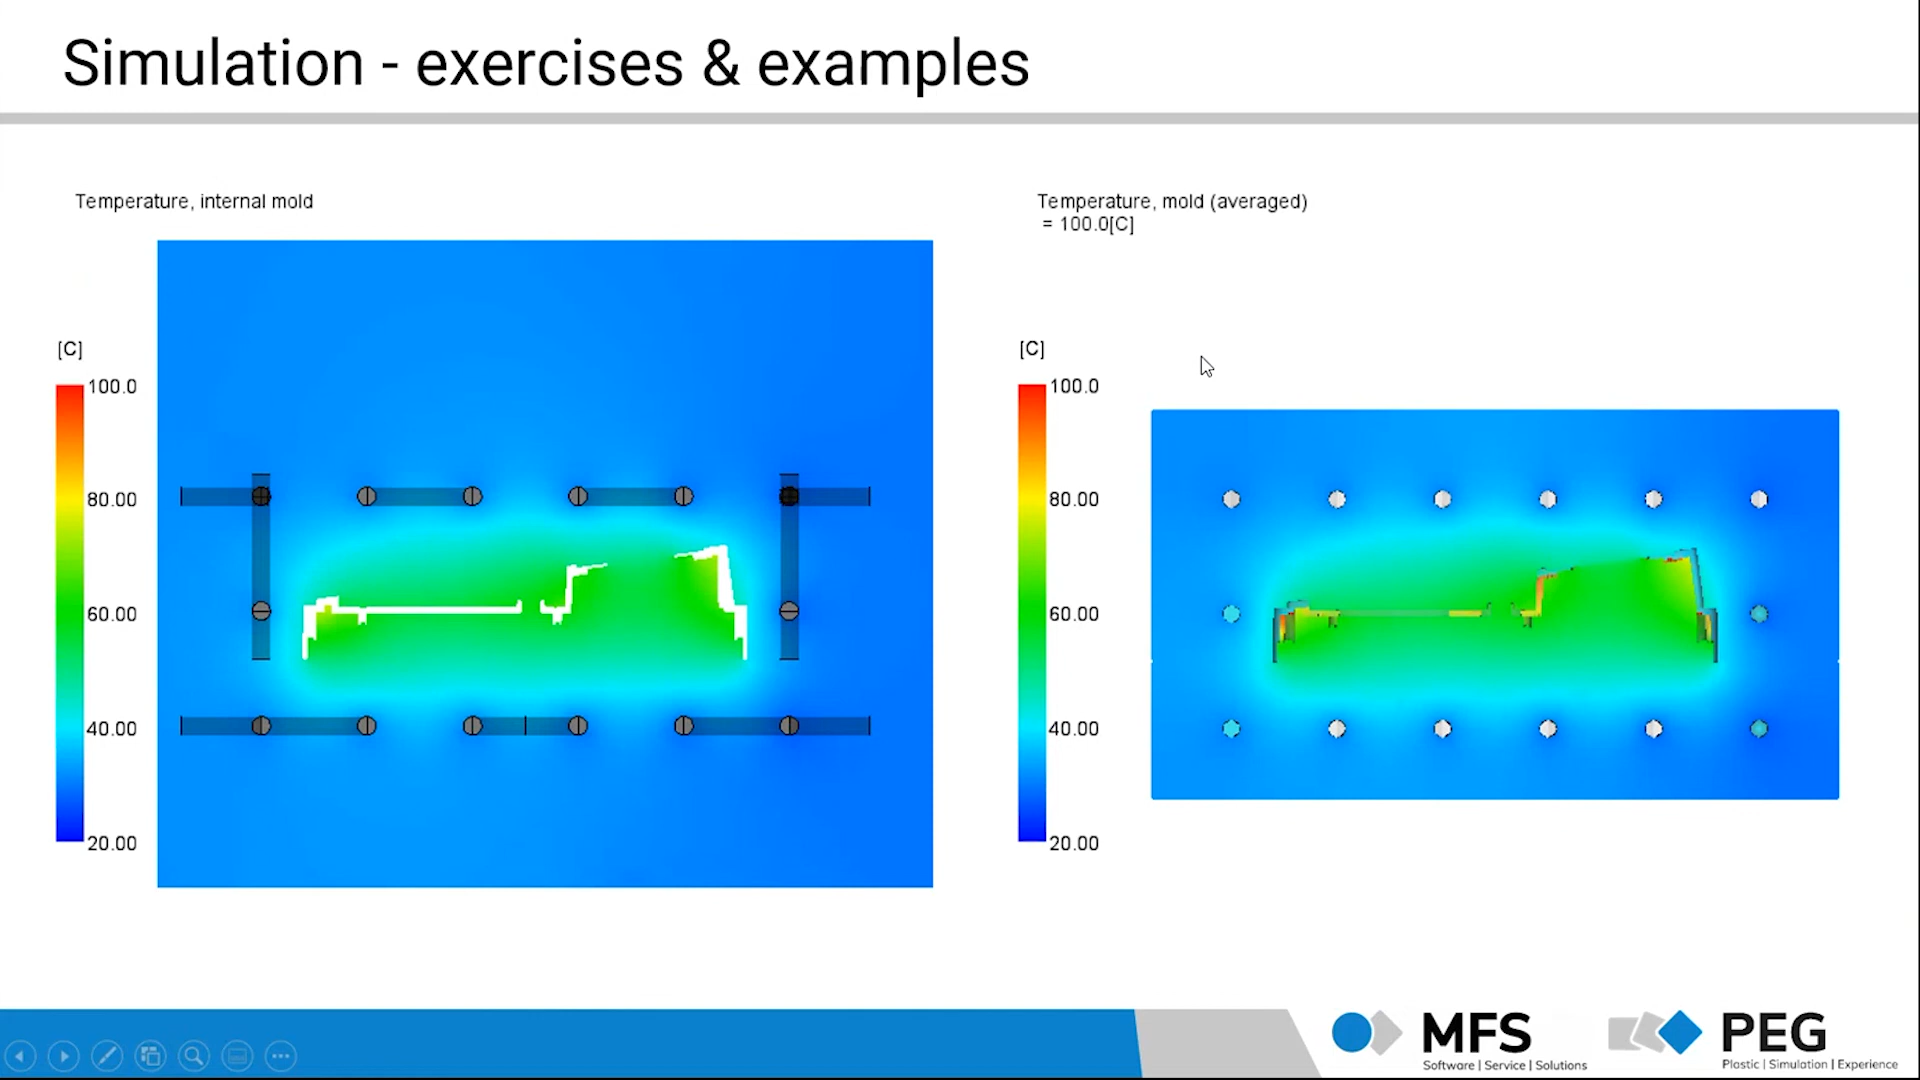 Simulation - exercises & examples
Temperature, internal mold
[C]
100.0
80.00
60.00
40.00
20.00
Temperature, mold (averaged)
= 100.0[C]
[C]
100.0
80.00
60.00
40.00
20.00
MFS
Software | Service | Solutions
PEG
Plastic | Simulation | Experience